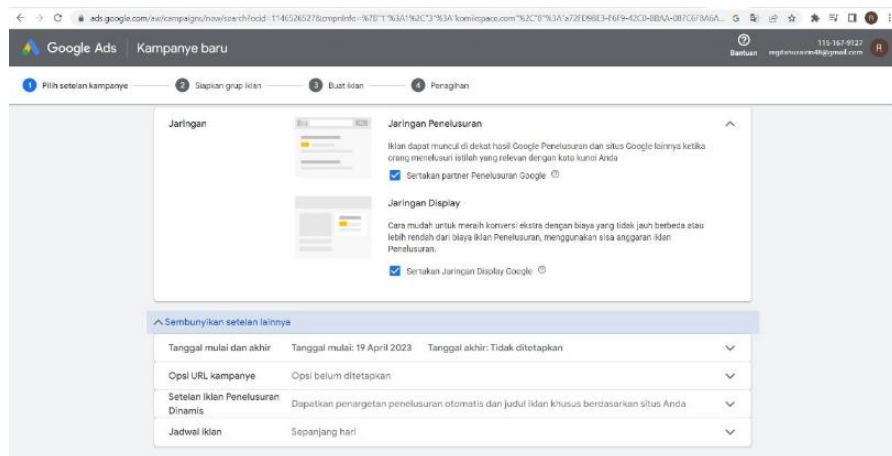 Google Ads | Kampanye baru
Bantuan
115-167-9127
1 Pilih setelan kampanye
2 Siapkan grup iklan
3 Buat iklan
4 Penagihan
Jaringan
Jaringan Penelusuran
Iklan dapat muncul di dekat hasil Google Penelusuran dan situs Google lainnya ketika
orang menelusuri istilah yang relevan dengan kata kunci Anda
Sertakan partner Penelusuran Google
Jaringan Display
Cara mudah untuk meraih konversi ekstra dengan biaya yang tidak jauh berbeda atau
lebih rendah dari biaya iklan Penelusuran, menggunakan sisa anggaran iklan
Penelusuran.
Sertakan Jaringan Display Google
Sembunyikan setelan lainnya
Tanggal mulai dan akhir Tanggal mulai: 19 April 2023 Tanggal akhir: Tidak ditetapkan
Opsi URL kampanye Opsi belum ditetapkan
Setelan Iklan Penelusuran
Dinamis
Dapatkan penargetan penelusuran otomatis dan judul iklan khusus berdasarkan situs Anda
Jadwal iklan Sepanjang hari